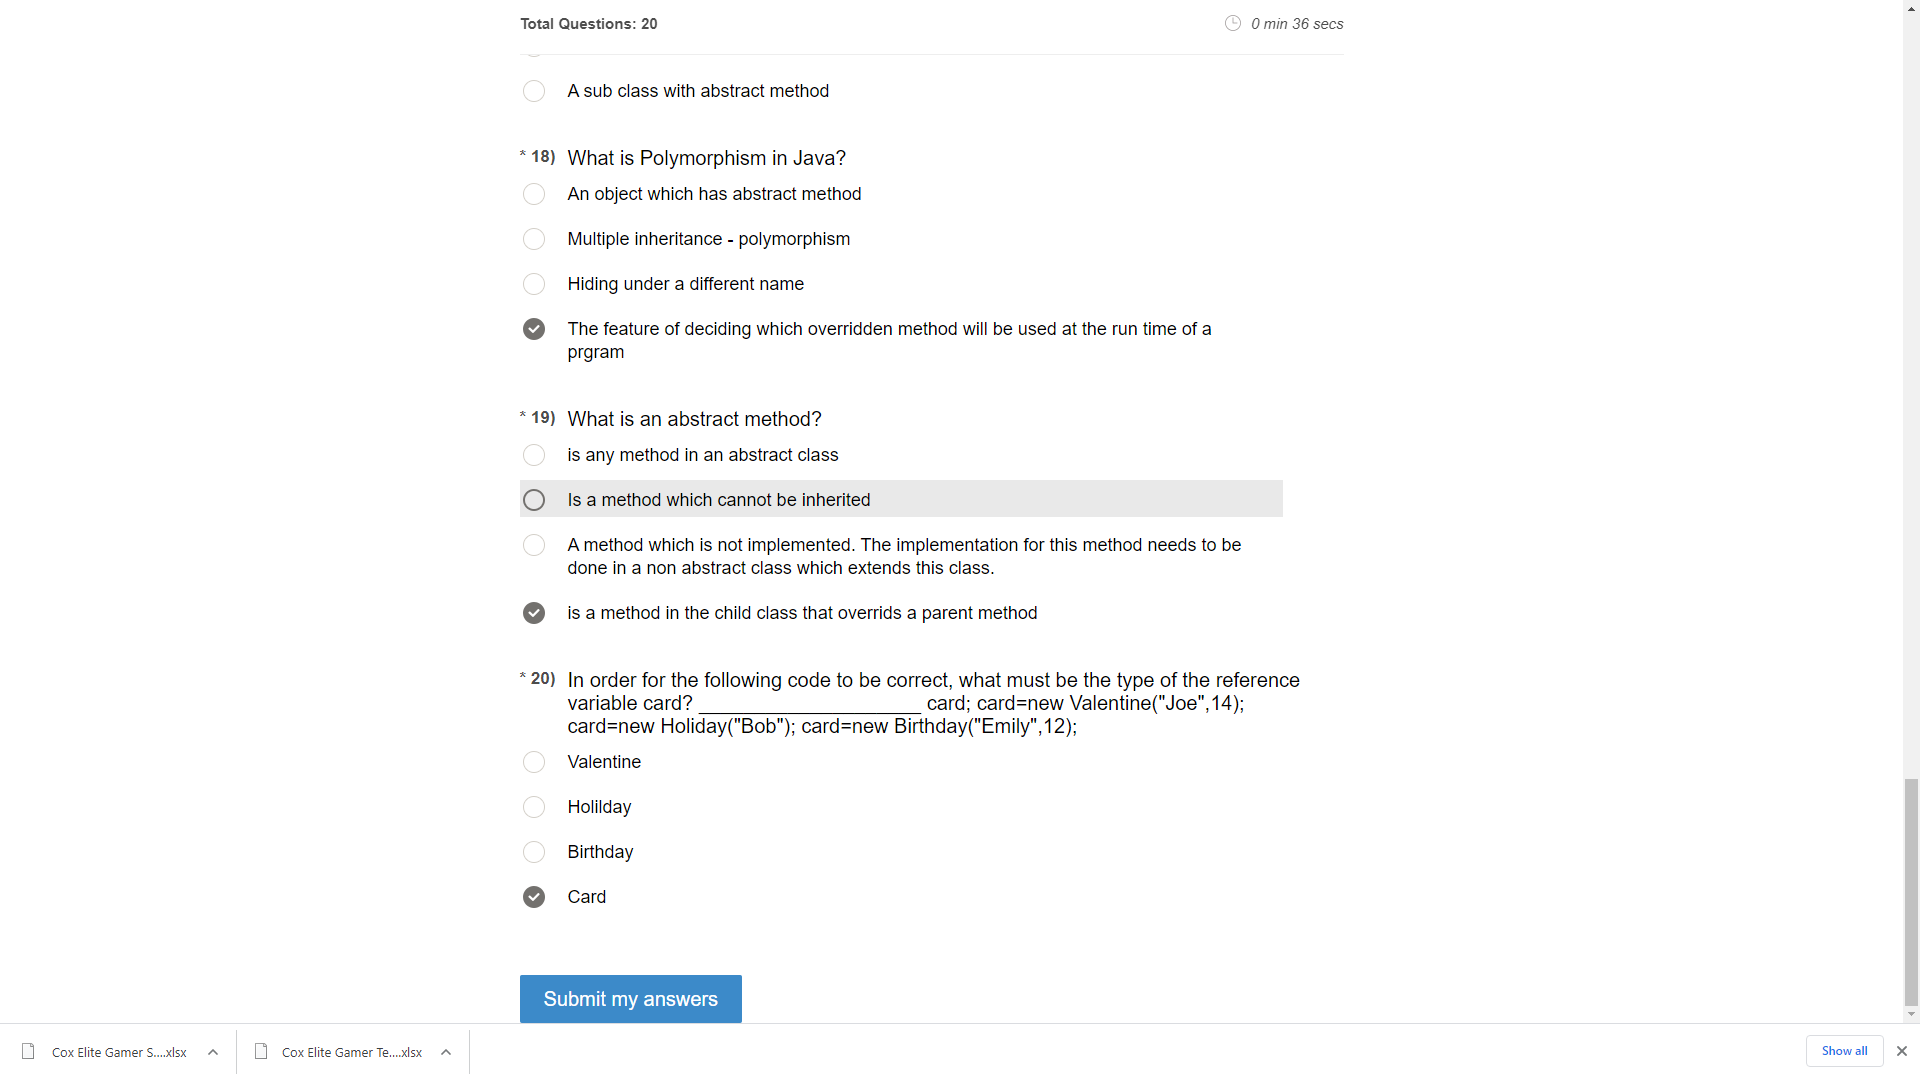 Total Questions: 20
0 min 36 secs
A sub class with abstract method
* 18) What is Polymorphism in Java?
An object which has abstract method
Multiple inheritance - polymorphism
Hiding under a different name
The feature of deciding which overridden method will be used at the run time of a
prgram
* 19) What is an abstract method?
is any method in an abstract class
Is a method which cannot be inherited
A method which is not implemented. The implementation for this method needs to be
done in a non abstract class which extends this class.
is a method in the child class that overrids a parent method
* 20) In order for the following code to be correct, what must be the type of the reference
variable card? ____________________ card; card=new Valentine("Joe",14);
card=new Holiday("Bob"); card=new Birthday("Emily",12);
Valentine
Holilday
Birthday
Card
Submit my answers
Cox Elite Gamer S....xlsx
Cox Elite Gamer Te....xlsx
Show all